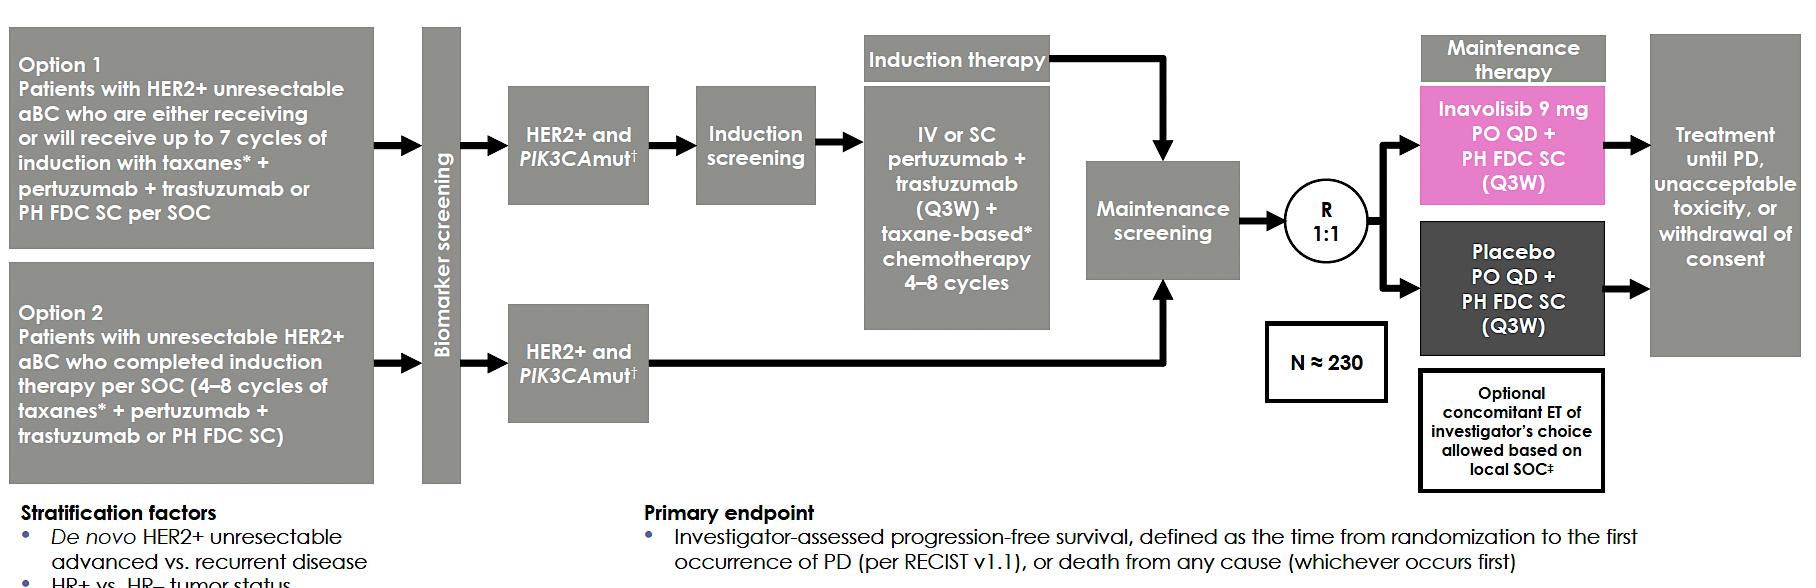 Option 1
Patients with HER2+ unresectable
aBC who are either receiving
or will receive up to 7 cycles of
induction with taxanes* +
pertuzumab + trastuzumab or
PH FDC SC per SOC
Option 2
Patients with unresectable HER2+
aBC who completed induction
therapy per SOC (4–8 cycles of
taxanes* + pertuzumab +
trastuzumab or PH FDC SC)
Biomarker screening
HER2+ and
PIK3CAmut†
HER2+ and
PIK3CAmut†
Induction
screening
Induction therapy
IV or SC
pertuzumab +
trastuzumab
(Q3W) +
taxane-based*
chemotherapy
4–8 cycles
Maintenance
screening
R
1:1
N ≈ 230
Maintenance
therapy
Inavolisib 9 mg
PO QD +
PH FDC SC
(Q3W)
Placebo
PO QD +
PH FDC SC
(Q3W)
Optional
concomitant ET of
investigator's choice
allowed based on
local SOC‡
Treatment
until PD,
unacceptable
toxicity, or
withdrawal of
consent
Stratification factors
• De novo HER2+ unresectable
advanced vs. recurrent disease
• HR+ vs. HR– tumor status
Primary endpoint
• Investigator-assessed progression-free survival, defined as the time from randomization to the first
occurrence of PD (per RECIST v1.1), or death from any cause (whichever occurs first)